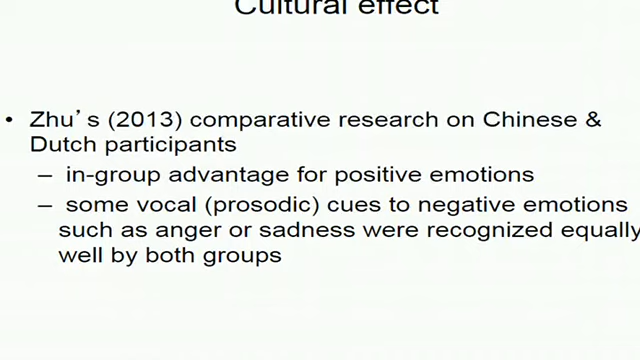 Cultural effect
• Zhu's (2013) comparative research on Chinese &
Dutch participants
– in-group advantage for positive emotions
– some vocal (prosodic) cues to negative emotions
such as anger or sadness were recognized equally
well by both groups